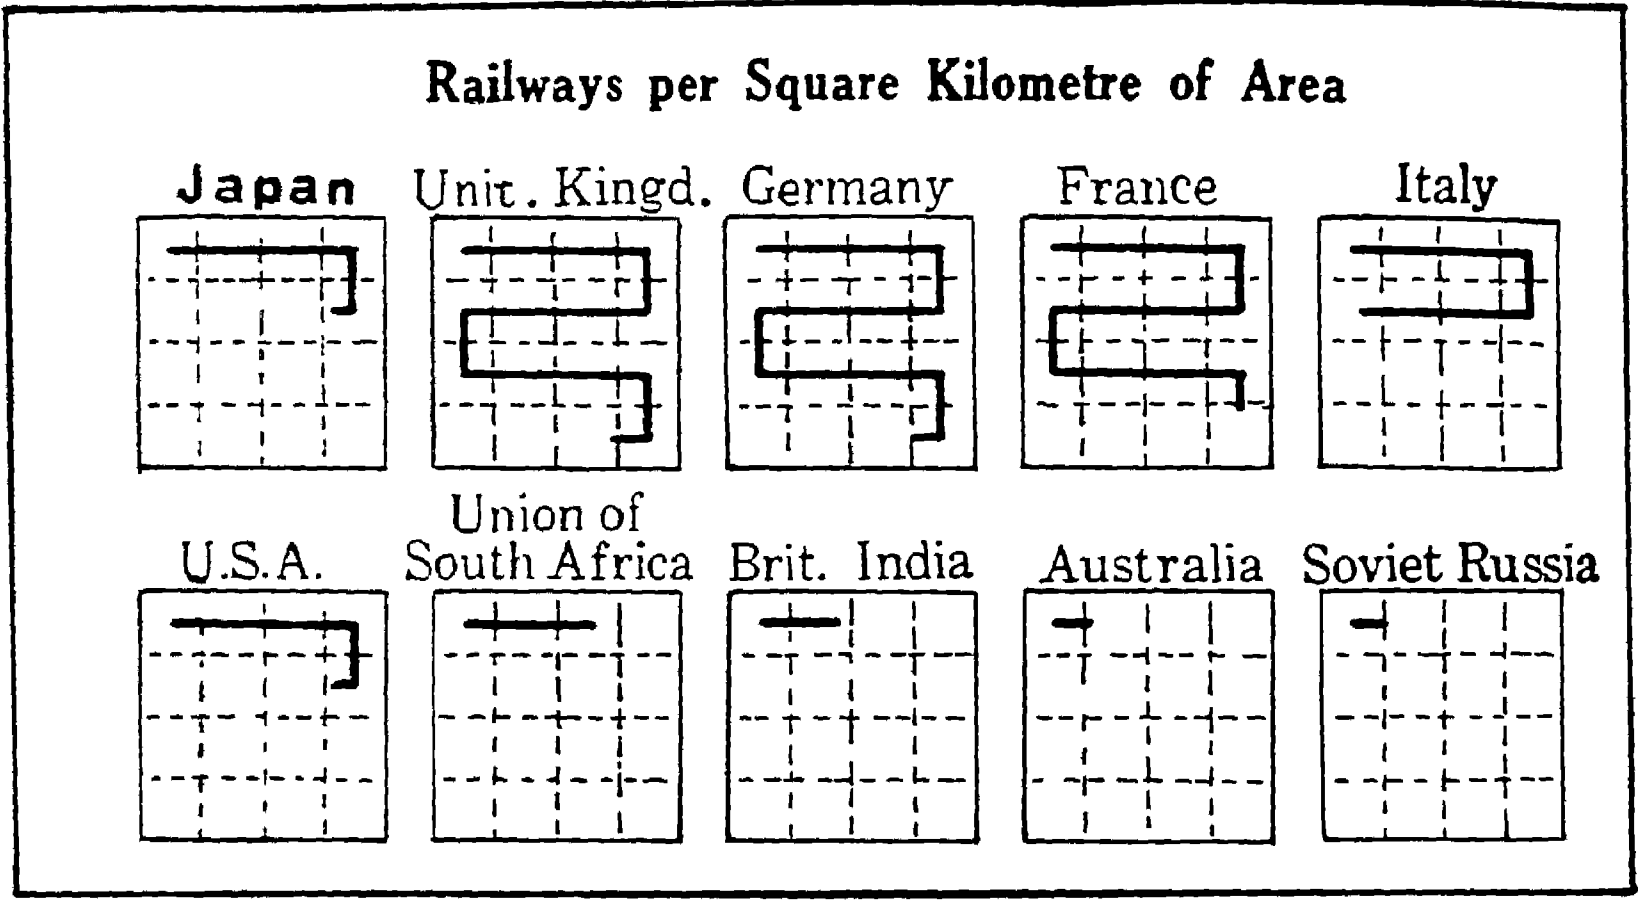 Railways per Square Kilometre of Area
Japan
Unit. Kingd.
Germany
France
Italy
U.S.A.
Union of
South Africa
Brit. India
Australia
Soviet Russia